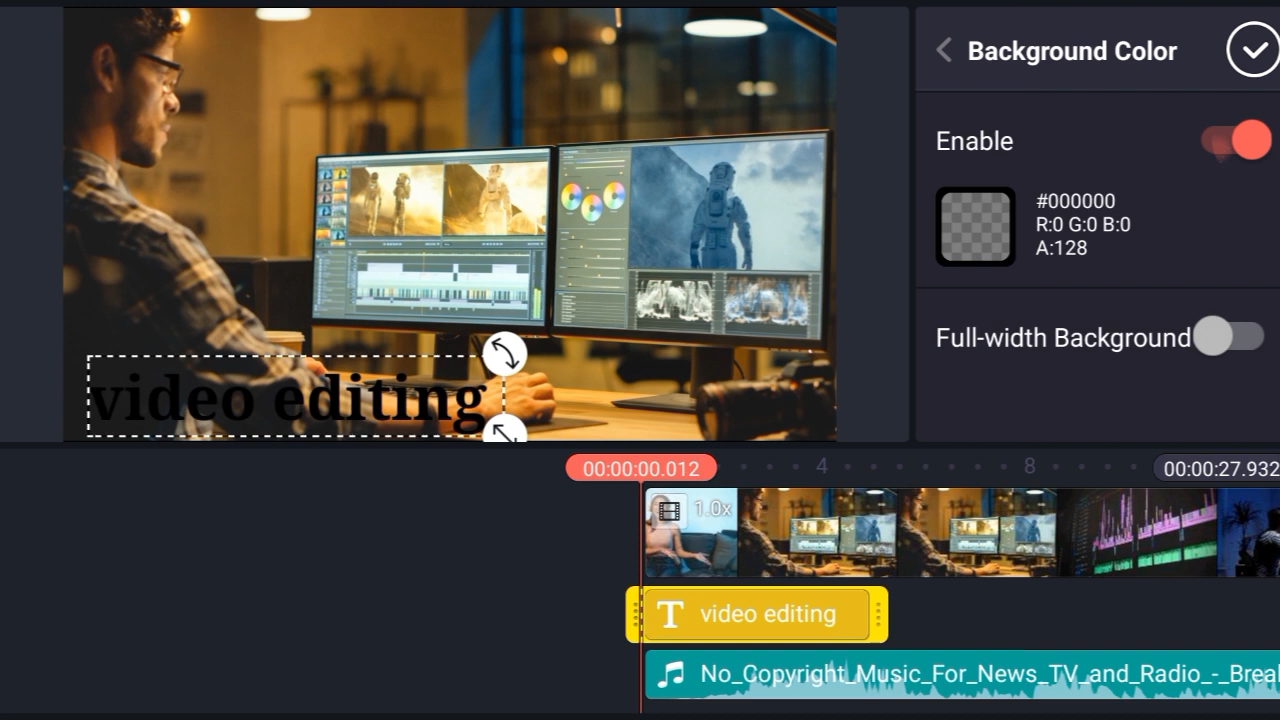 Background Color
Enable
#000000
R:0 G:0 B:0
A:128
Full-width Background
video editing
00:00:00.012
4
8
00:00:27.932
1.0x
T video editing
No_Copyright_Music_For_News_TV_and_Radio_-_Brea